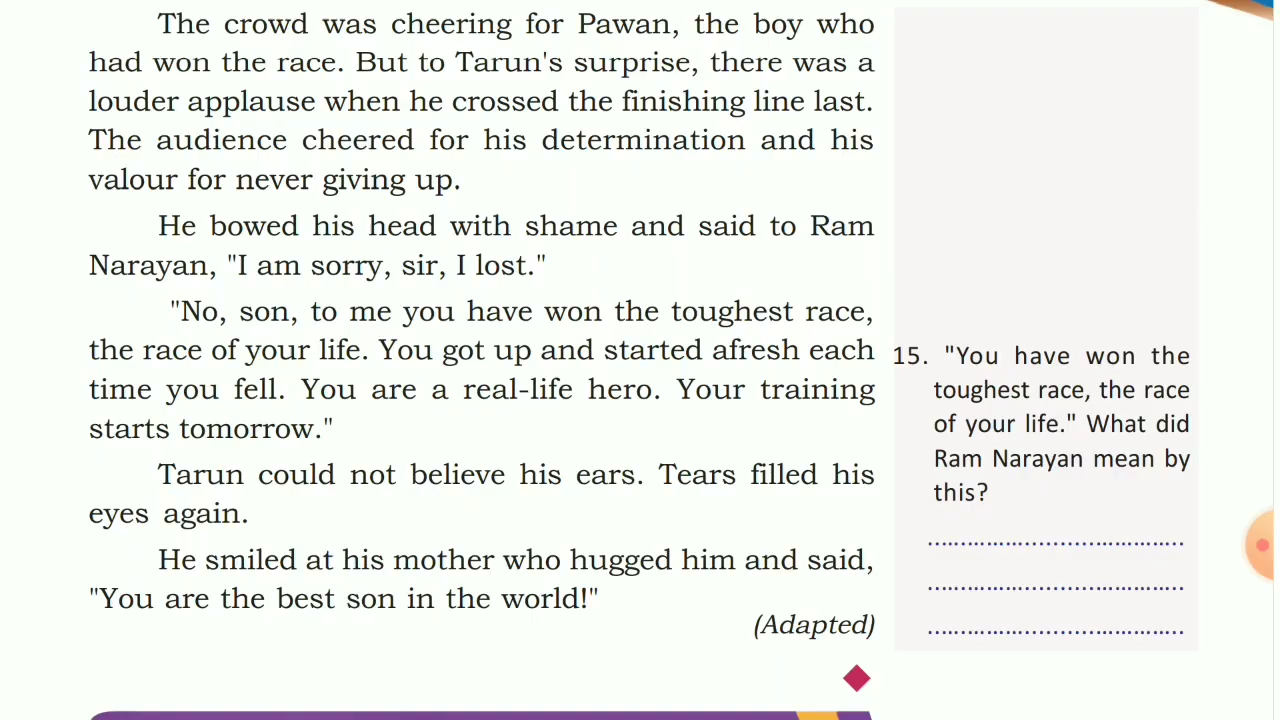 The crowd was cheering for Pawan, the boy who
had won the race. But to Tarun's surprise, there was a
louder applause when he crossed the finishing line last.
The audience cheered for his determination and his
valour for never giving up.
He bowed his head with shame and said to Ram
Narayan, "I am sorry, sir, I lost."
"No, son, to me you have won the toughest race,
the race of your life. You got up and started afresh each
time you fell. You are a real-life hero. Your training
starts tomorrow."
Tarun could not believe his ears. Tears filled his
eyes again.
He smiled at his mother who hugged him and said,
"You are the best son in the world!"
(Adapted)
15. "You have won the
toughest race, the race
of your life." What did
Ram Narayan mean by
this?